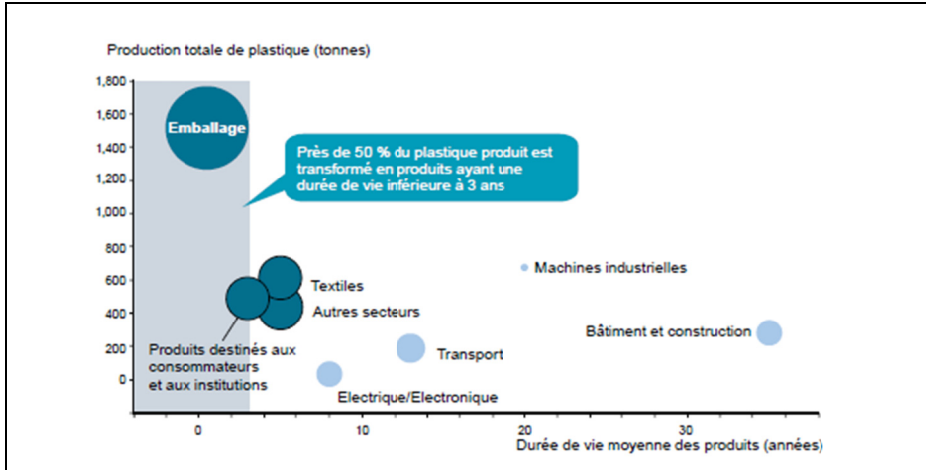 Production totale de plastique (tonnes)
1,800
1,600
1,400
1,200
1,000
800
600
400
200
0
Emballage
Près de 50 % du plastique produit est
transformé en produits ayant une
durée de vie inférieure à 3 ans
Machines industrielles
Textiles
Autres secteurs
Bâtiment et construction
Produits destinés aux
consommateurs
et aux institutions
Transport
Electrique/Electronique
0 10 20 30
Durée de vie moyenne des produits (années)